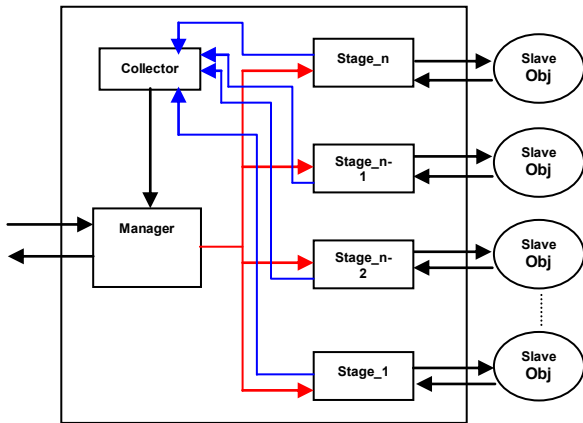 Collector
Manager
Stage_n
Slave
Obj
Stage_n-
1
Slave
Obj
Stage_n-
2
Slave
Obj
Stage_1
Slave
Obj